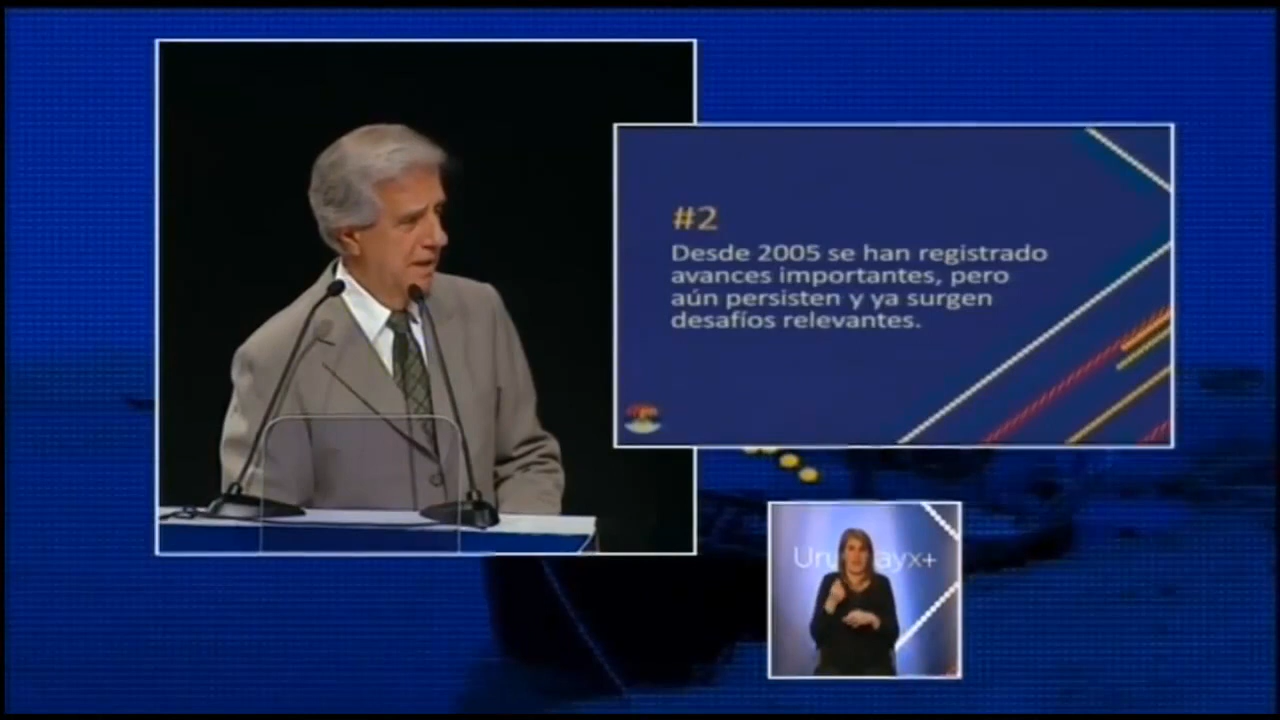 #2
Desde 2005 se han registrado
avances importantes, pero
aún persisten y ya surgen
desafíos relevantes.
x+